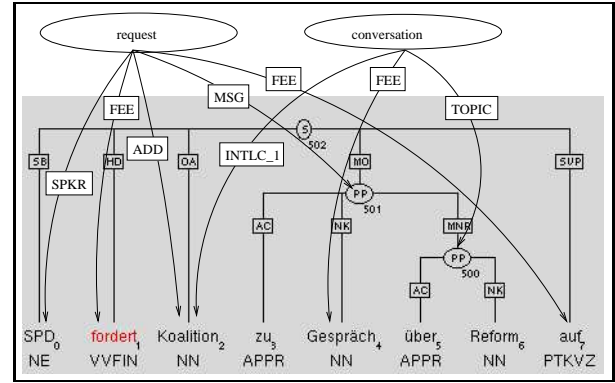 request conversation
FEE FEE
MSG
FEE TOPIC
S
502
SB HD OA ADD INTLC_1 MO SVP
SPKR PP
501
AC NK MNR
PP
500
AC NK
SPD0 fordert1 Koalition2 zu3 Gespräch4 über5 Reform6 auf7
NE VVFIN NN APPR NN APPR NN PTKVZ